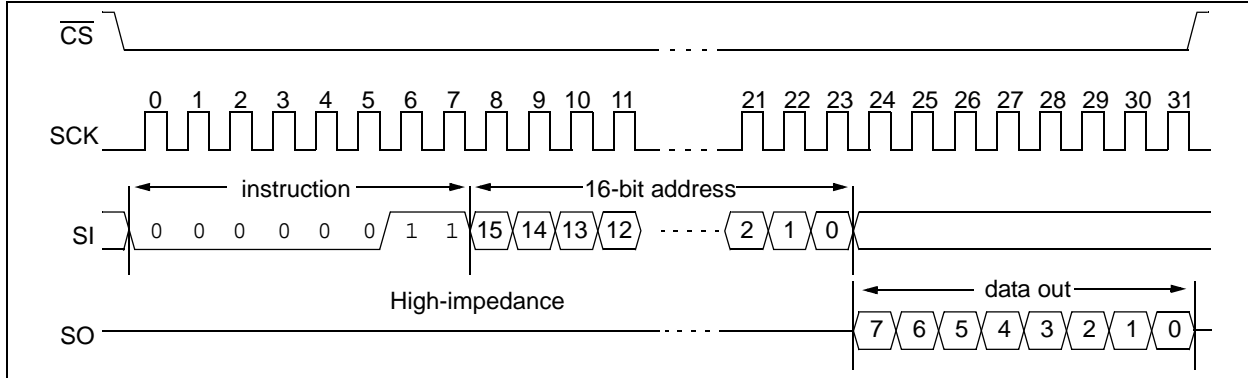 CS
0 1 2 3 4 5 6 7 8 9 10 11 21 22 23 24 25 26 27 28 29 30 31
SCK
instruction 16-bit address
SI 0 0 0 0 0 0 1 1 15 14 13 12 2 1 0
High-impedance data out
SO 7 6 5 4 3 2 1 0